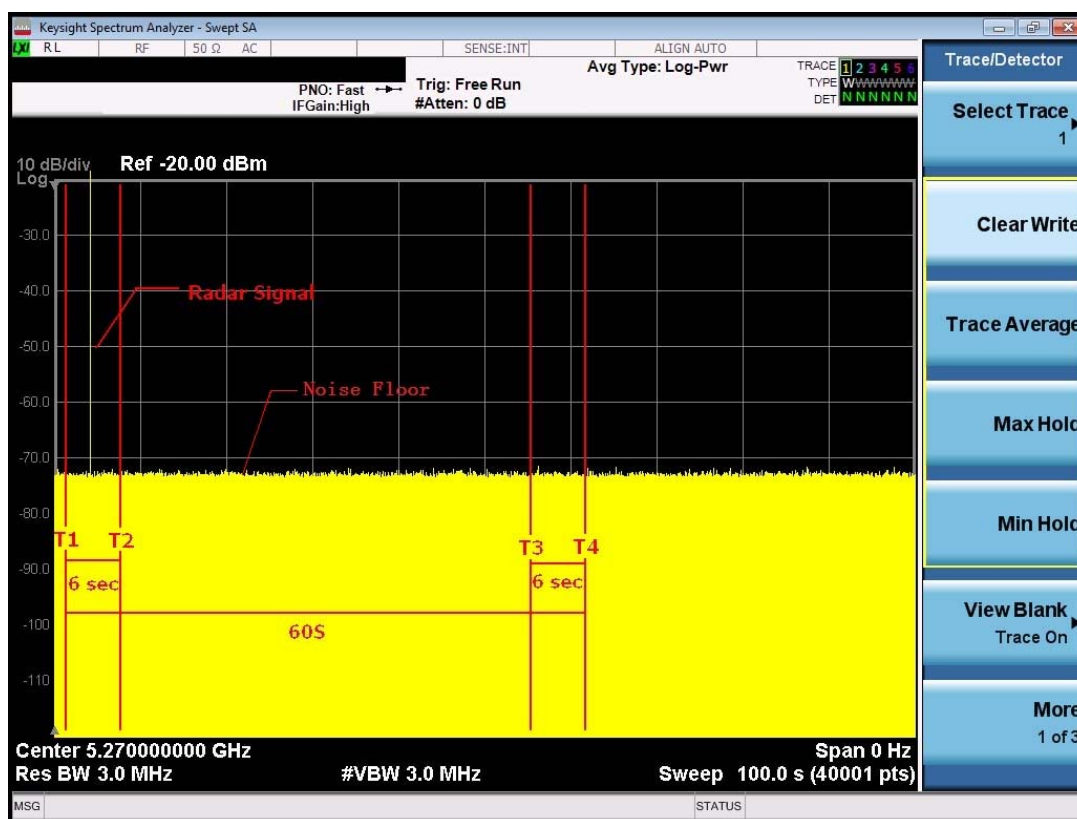 Keysight Spectrum Analyzer - Swept SA
LXI RL RF 50 Ω AC SENSE:INT ALIGN AUTO
Avg Type: Log-Pwr
PNO: Fast
IFGain:High
Trig: Free Run
#Atten: 0 dB
TRACE 1 2 3 4 5 6
TYPE WWWWWW
DET N N N N N N
10 dB/div
Log
Ref -20.00 dBm
-30.0
-40.0
-50.0
-60.0
-70.0
-80.0
-90.0
-100
-110
Radar Signal
Noise Floor
T1 T2 T3 T4
6 sec 6 sec
60S
Center 5.270000000 GHz Span 0 Hz
Res BW 3.0 MHz #VBW 3.0 MHz Sweep 100.0 s (40001 pts)
MSG STATUS
Trace/Detector
Select Trace
1
Clear Write
Trace Average
Max Hold
Min Hold
View Blank
Trace On
More
1 of 3